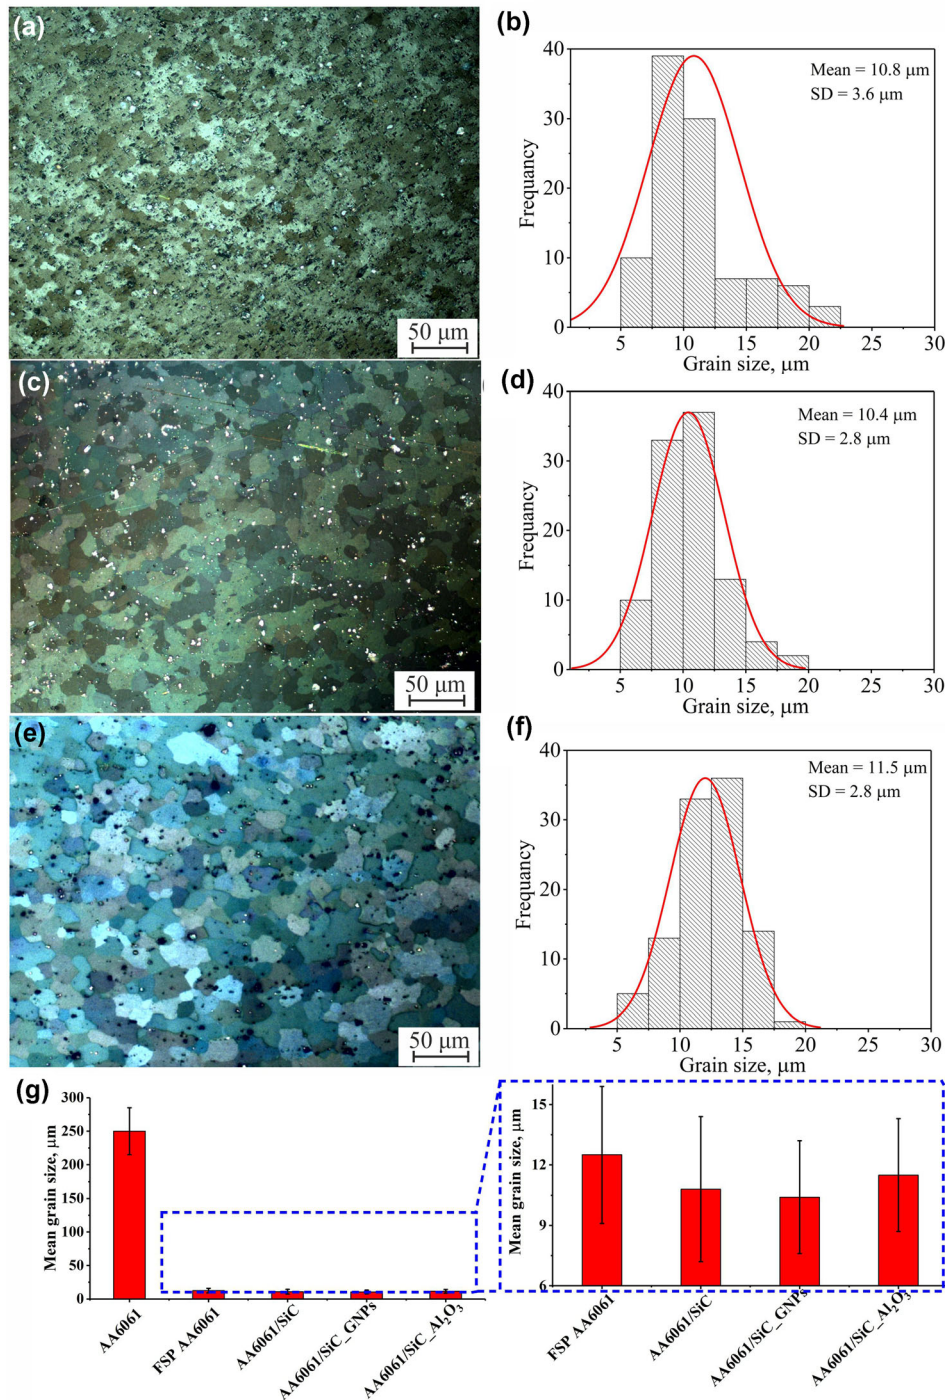 (a)
50 μm
(b)
40
30
20
10
0
Frequancy
Mean = 10.8 μm
SD = 3.6 μm
5 10 15 20 25 30
Grain size, μm
(c)
50 μm
(d)
40
30
20
10
0
Frequancy
Mean = 10.4 μm
SD = 2.8 μm
5 10 15 20 25 30
Grain size, μm
(e)
50 μm
(f)
40
30
20
10
0
Frequancy
Mean = 11.5 μm
SD = 2.8 μm
5 10 15 20 25 30
Grain size, μm
(g)
300
250
200
150
100
50
0
Mean grain size, μm
AA6061
FSP AA6061
AA6061/SiC
AA6061/SiC_GNPs
AA6061/SiC_Al₂O₃
15
12
9
6
Mean grain size, μm
FSP AA6061
AA6061/SiC
AA6061/SiC_GNPs
AA6061/SiC_Al₂O₃